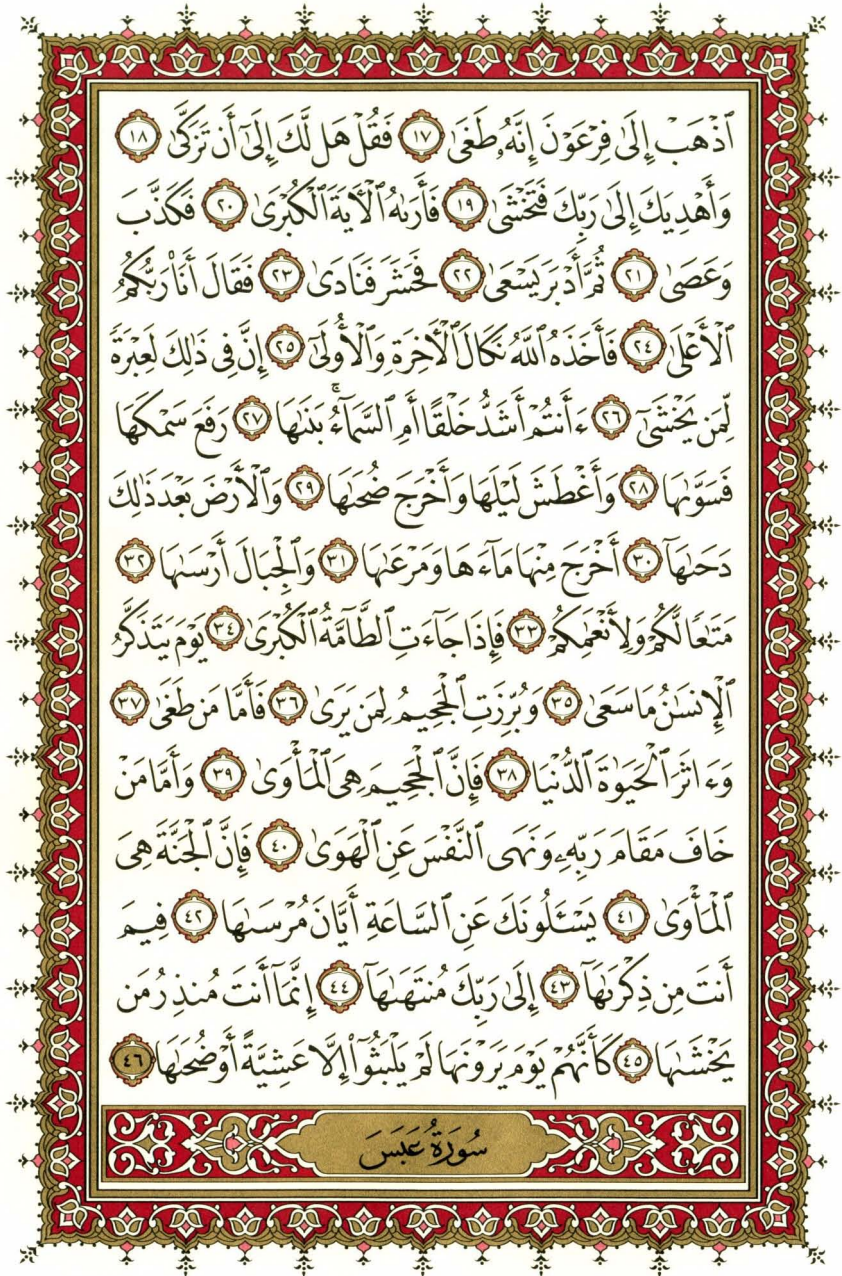 ٱذْهَبْ إِلَىٰ فِرْعَوْنَ إِنَّهُۥ طَغَىٰ ١٧ فَقُلْ هَل لَّكَ إِلَىٰٓ أَن تَزَكَّىٰ ١٨
وَأَهْدِيَكَ إِلَىٰ رَبِّكَ فَتَخْشَىٰ ١٩ فَأَرَىٰهُ ٱلْأَيَةَ ٱلْكُبْرَىٰ ٢٠ فَكَذَّبَ
وَعَصَىٰ ٢١ ثُمَّ أَدْبَرَ يَسْعَىٰ ٢٢ فَحَشَرَ فَنَادَىٰ ٢٣ فَقَالَ أَنَا۠ رَبُّكُمُ
ٱلْأَعْلَىٰ ٢٤ فَأَخَذَهُ ٱللَّهُ نَكَالَ ٱلْأَخِرَةِ وَٱلْأُولَىٰٓ ٢٥ إِنَّ فِى ذَٰلِكَ لَعِبْرَةً
لِّمَن يَخْشَىٰٓ ٢٦ ءَأَنتُمْ أَشَدُّ خَلْقًا أَمِ ٱلسَّمَآءُ ۚ بَنَىٰهَا ٢٧ رَفَعَ سَمْكَهَا
فَسَوَّىٰهَا ٢٨ وَأَغْطَشَ لَيْلَهَا وَأَخْرَجَ ضُحَىٰهَا ٢٩ وَٱلْأَرْضَ بَعْدَ ذَٰلِكَ
دَحَىٰهَآ ٣٠ أَخْرَجَ مِنْهَا مَآءَهَا وَمَرْعَىٰهَا ٣١ وَٱلْجِبَالَ أَرْسَىٰهَا ٣٢
مَتَٰعًا لَّكُمْ وَلِأَنْعَٰمِكُمْ ٣٣ فَإِذَا جَآءَتِ ٱلطَّآمَّةُ ٱلْكُبْرَىٰ ٣٤ يَوْمَ يَتَذَكَّرُ
ٱلْإِنسَٰنُ مَا سَعَىٰ ٣٥ وَبُرِّزَتِ ٱلْجَحِيمُ لِمَن يَرَىٰ ٣٦ فَأَمَّا مَن طَغَىٰ ٣٧
وَءَاثَرَ ٱلْحَيَوٰةَ ٱلدُّنْيَا ٣٨ فَإِنَّ ٱلْجَحِيمَ هِىَ ٱلْمَأْوَىٰ ٣٩ وَأَمَّا مَنْ
خَافَ مَقَامَ رَبِّهِۦ وَنَهَى ٱلنَّفْسَ عَنِ ٱلْهَوَىٰ ٤٠ فَإِنَّ ٱلْجَنَّةَ هِىَ
ٱلْمَأْوَىٰ ٤١ يَسْـَٔلُونَكَ عَنِ ٱلسَّاعَةِ أَيَّانَ مُرْسَىٰهَا ٤٢ فِيمَ
أَنتَ مِن ذِكْرَىٰهَآ ٤٣ إِلَىٰ رَبِّكَ مُنتَهَىٰهَآ ٤٤ إِنَّمَآ أَنتَ مُنذِرُ مَن
يَخْشَىٰهَا ٤٥ كَأَنَّهُمْ يَوْمَ يَرَوْنَهَا لَمْ يَلْبَثُوٓا۟ إِلَّا عَشِيَّةً أَوْ ضُحَىٰهَا ٤٦
سُورَةُ عَبَسَ